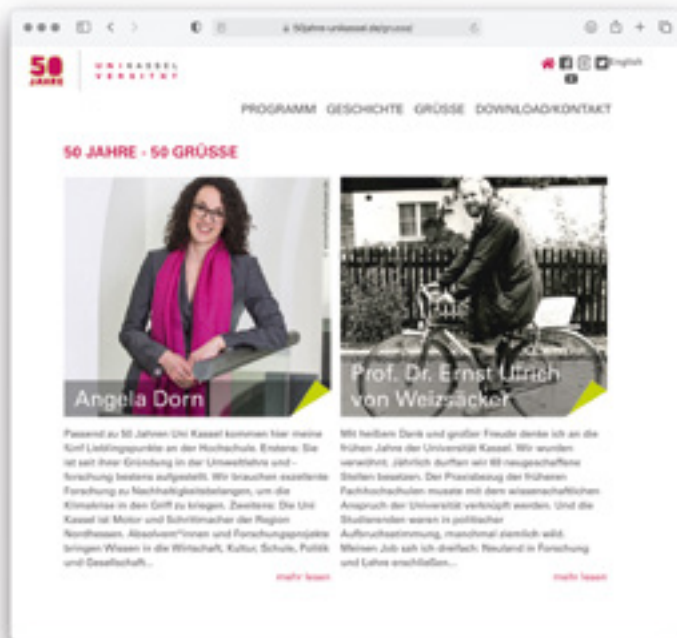 50jahre-unikassel.de/grusse/
50
JAHRE
UNIKASSEL
VERSITÄT
English
PROGRAMM GESCHICHTE GRÜSSE DOWNLOAD/KONTAKT
50 JAHRE - 50 GRÜSSE
Angela Dorn
Passend zu 50 Jahren Uni Kassel kommen hier meine
fünf Lieblingspunkte an der Hochschule. Erstens: Sie
ist seit ihrer Gründung in der Umweltlehre und -
forschung bestens aufgestellt. Wir brauchen exzellente
Forschung zu Nachhaltigkeitsbelangen, um die
Klimakrise in den Griff zu kriegen. Zweitens: Die Uni
Kassel ist Motor und Schrittmacher der Region
Nordhessen. Absolvent*innen und Forschungsprojekte
bringen Wissen in die Wirtschaft, Kultur, Schule, Politik
und Gesellschaft...
mehr lesen
Prof. Dr. Ernst Ulrich
von Weizsäcker
Mit heißem Dank und großer Freude denke ich an die
frühen Jahre der Universität Kassel. Wir wurden
verwöhnt: Jährlich durften wir 60 neugeschaffene
Stellen besetzen. Der Praxisbezug der früheren
Fachhochschulen musste mit dem wissenschaftlichen
Anspruch der Universität verknüpft werden. Und die
Studierenden waren in politischer
Aufbruchsstimmung, manchmal ziemlich wild.
Meinen Job sah ich dreifach: Neuland in Forschung
und Lehre erschließen...
mehr lesen